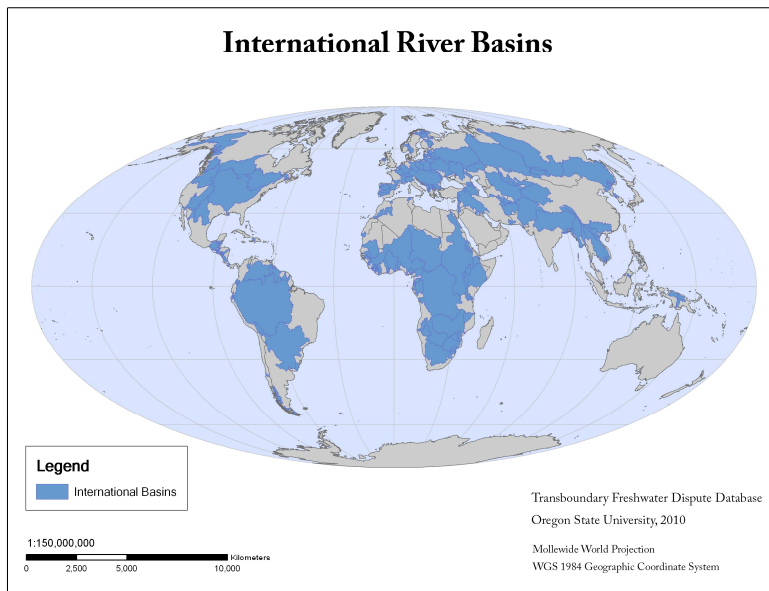 International River Basins
Legend
International Basins
Transboundary Freshwater Dispute Database
Oregon State University, 2010
1:150,000,000
Kilometers
0 2,500 5,000 10,000
Mollewide World Projection
WGS 1984 Geographic Coordinate System